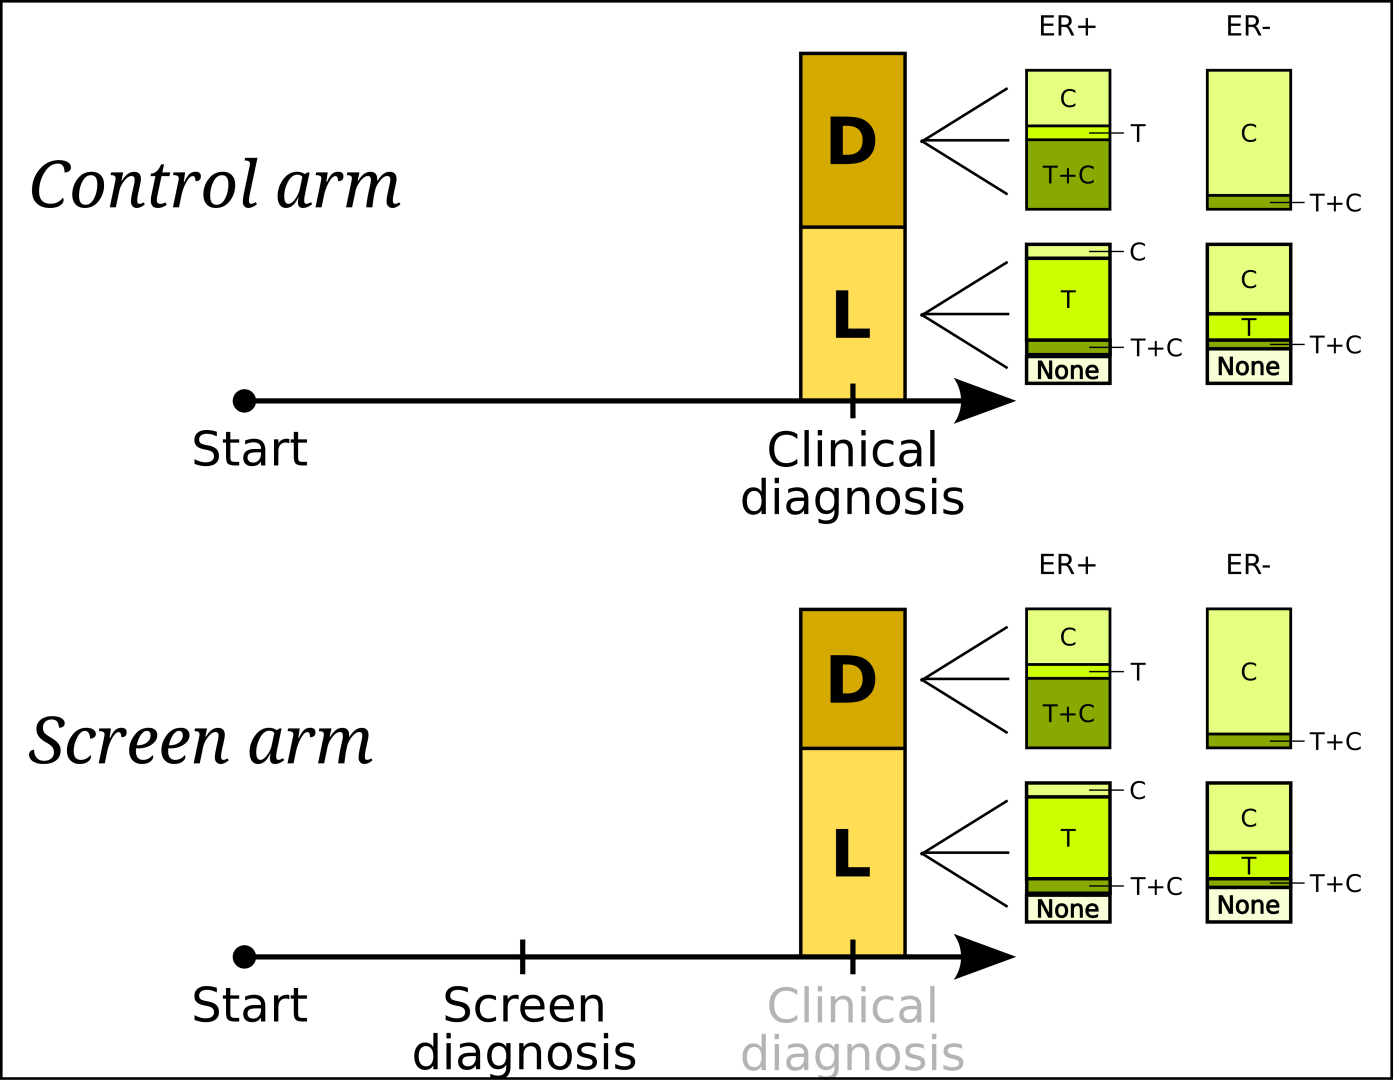 ER+
ER-
Control arm
D
C
T
T+C
C
T+C
L
C
T
T+C
None
C
T
T+C
None
Start
Clinical
diagnosis
ER+
ER-
Screen arm
D
C
T
T+C
C
T+C
L
C
T
T+C
None
C
T
T+C
None
Start
Screen
diagnosis
Clinical
diagnosis